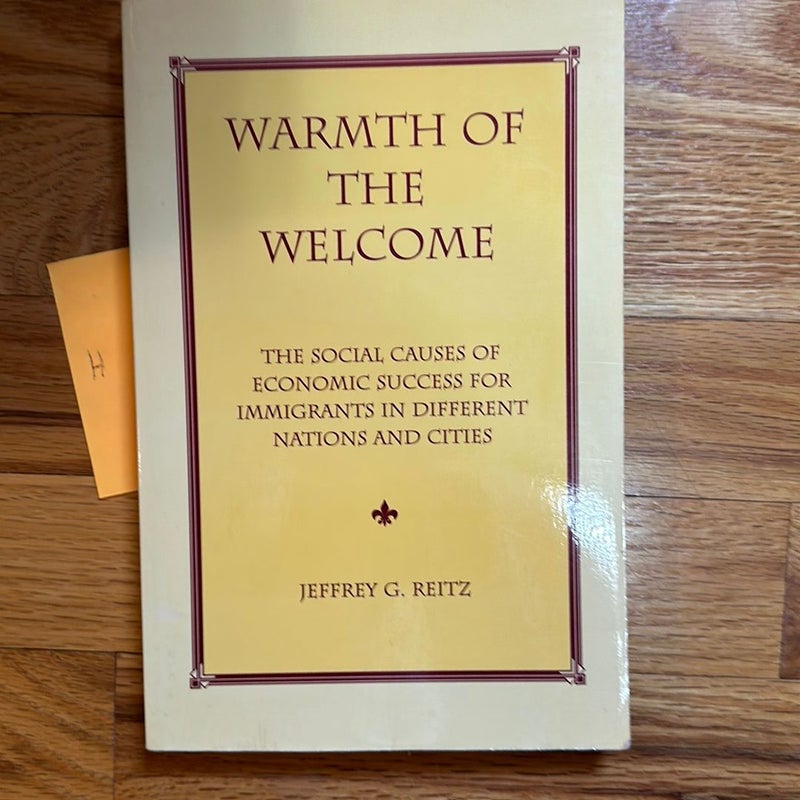 WARMTH OF
THE
WELCOME
THE SOCIAL CAUSES OF
ECONOMIC SUCCESS FOR
IMMIGRANTS IN DIFFERENT
NATIONS AND CITIES
JEFFREY G. REITZ
H